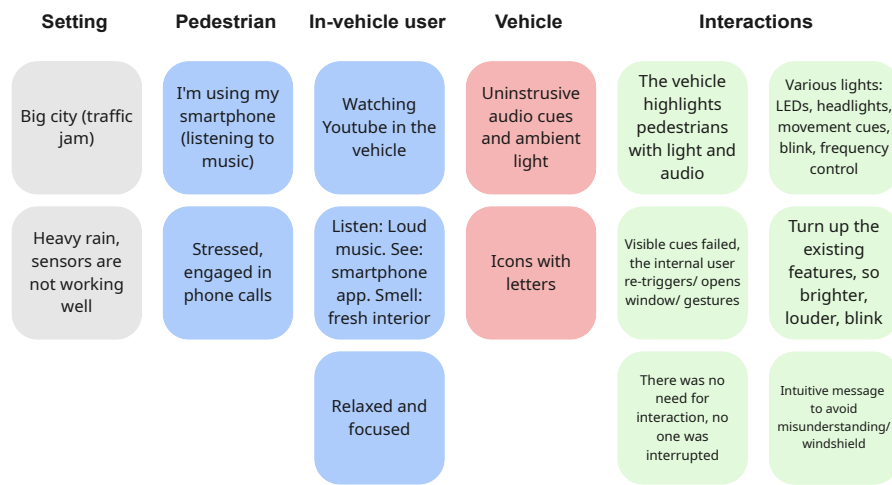 Setting
Pedestrian
In-vehicle user
Vehicle
Interactions
Big city (traffic
jam)
I'm using my
smartphone
(listening to
music)
Watching
Youtube in the
vehicle
Uninstrusive
audio cues
and ambient
light
The vehicle
highlights
pedestrians
with light and
audio
Various lights:
LEDs, headlights,
movement cues,
blink, frequency
control
Heavy rain,
sensors are
not working
well
Stressed,
engaged in
phone calls
Listen: Loud
music. See:
smartphone
app. Smell:
fresh interior
Icons with
letters
Visible cues failed,
the internal user
re-triggers/ opens
window/ gestures
Turn up the
existing
features, so
brighter,
louder, blink
Relaxed and
focused
There was no
need for
interaction, no
one was
interrupted
Intuitive message
to avoid
misunderstanding/
windshield